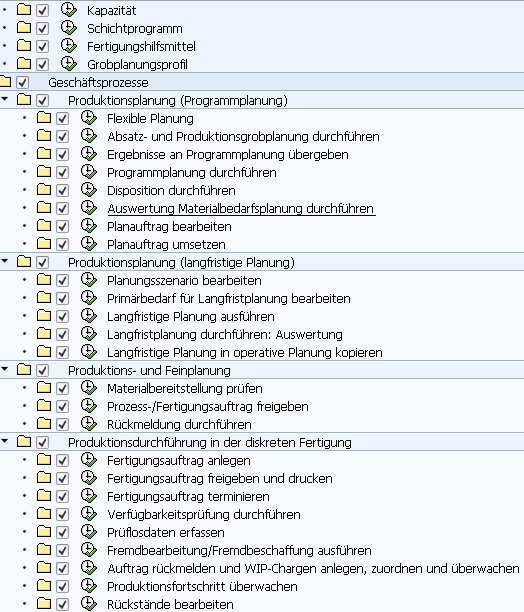 Kapazität
Schichtprogramm
Fertigungshilfsmittel
Grobplanungsprofil
Geschäftsprozesse
Produktionsplanung (Programmplanung)
Flexible Planung
Absatz- und Produktionsgrobplanung durchführen
Ergebnisse an Programmplanung übergeben
Programmplanung durchführen
Disposition durchführen
Auswertung Materialbedarfsplanung durchführen
Planauftrag bearbeiten
Planauftrag umsetzen
Produktionsplanung (langfristige Planung)
Planungsszenario bearbeiten
Primärbedarf für Langfristplanung bearbeiten
Langfristige Planung ausführen
Langfristplanung durchführen: Auswertung
Langfristige Planung in operative Planung kopieren
Produktions- und Feinplanung
Materialbereitstellung prüfen
Prozess-/Fertigungsauftrag freigeben
Rückmeldung durchführen
Produktionsdurchführung in der diskreten Fertigung
Fertigungsauftrag anlegen
Fertigungsauftrag freigeben und drucken
Fertigungsauftrag terminieren
Verfügbarkeitsprüfung durchführen
Prüflosdaten erfassen
Fremdbearbeitung/Fremdbeschaffung ausführen
Auftrag rückmelden und WIP-Chargen anlegen, zuordnen und überwachen
Produktionsfortschritt überwachen
Rückstände bearbeiten